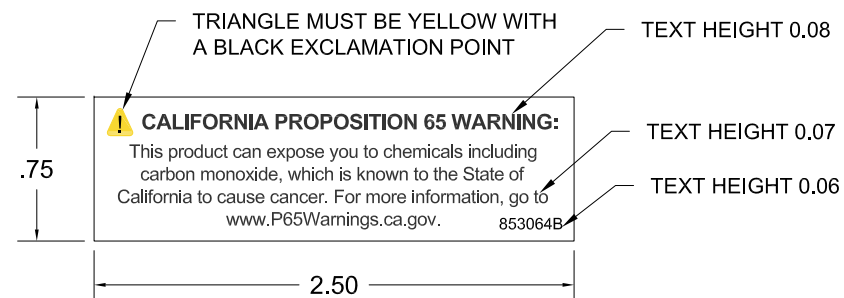 TRIANGLE MUST BE YELLOW WITH
A BLACK EXCLAMATION POINT
TEXT HEIGHT 0.08
! CALIFORNIA PROPOSITION 65 WARNING:
This product can expose you to chemicals including
carbon monoxide, which is known to the State of
California to cause cancer. For more information, go to
www.P65Warnings.ca.gov.
853064B
TEXT HEIGHT 0.07
TEXT HEIGHT 0.06
.75
2.50